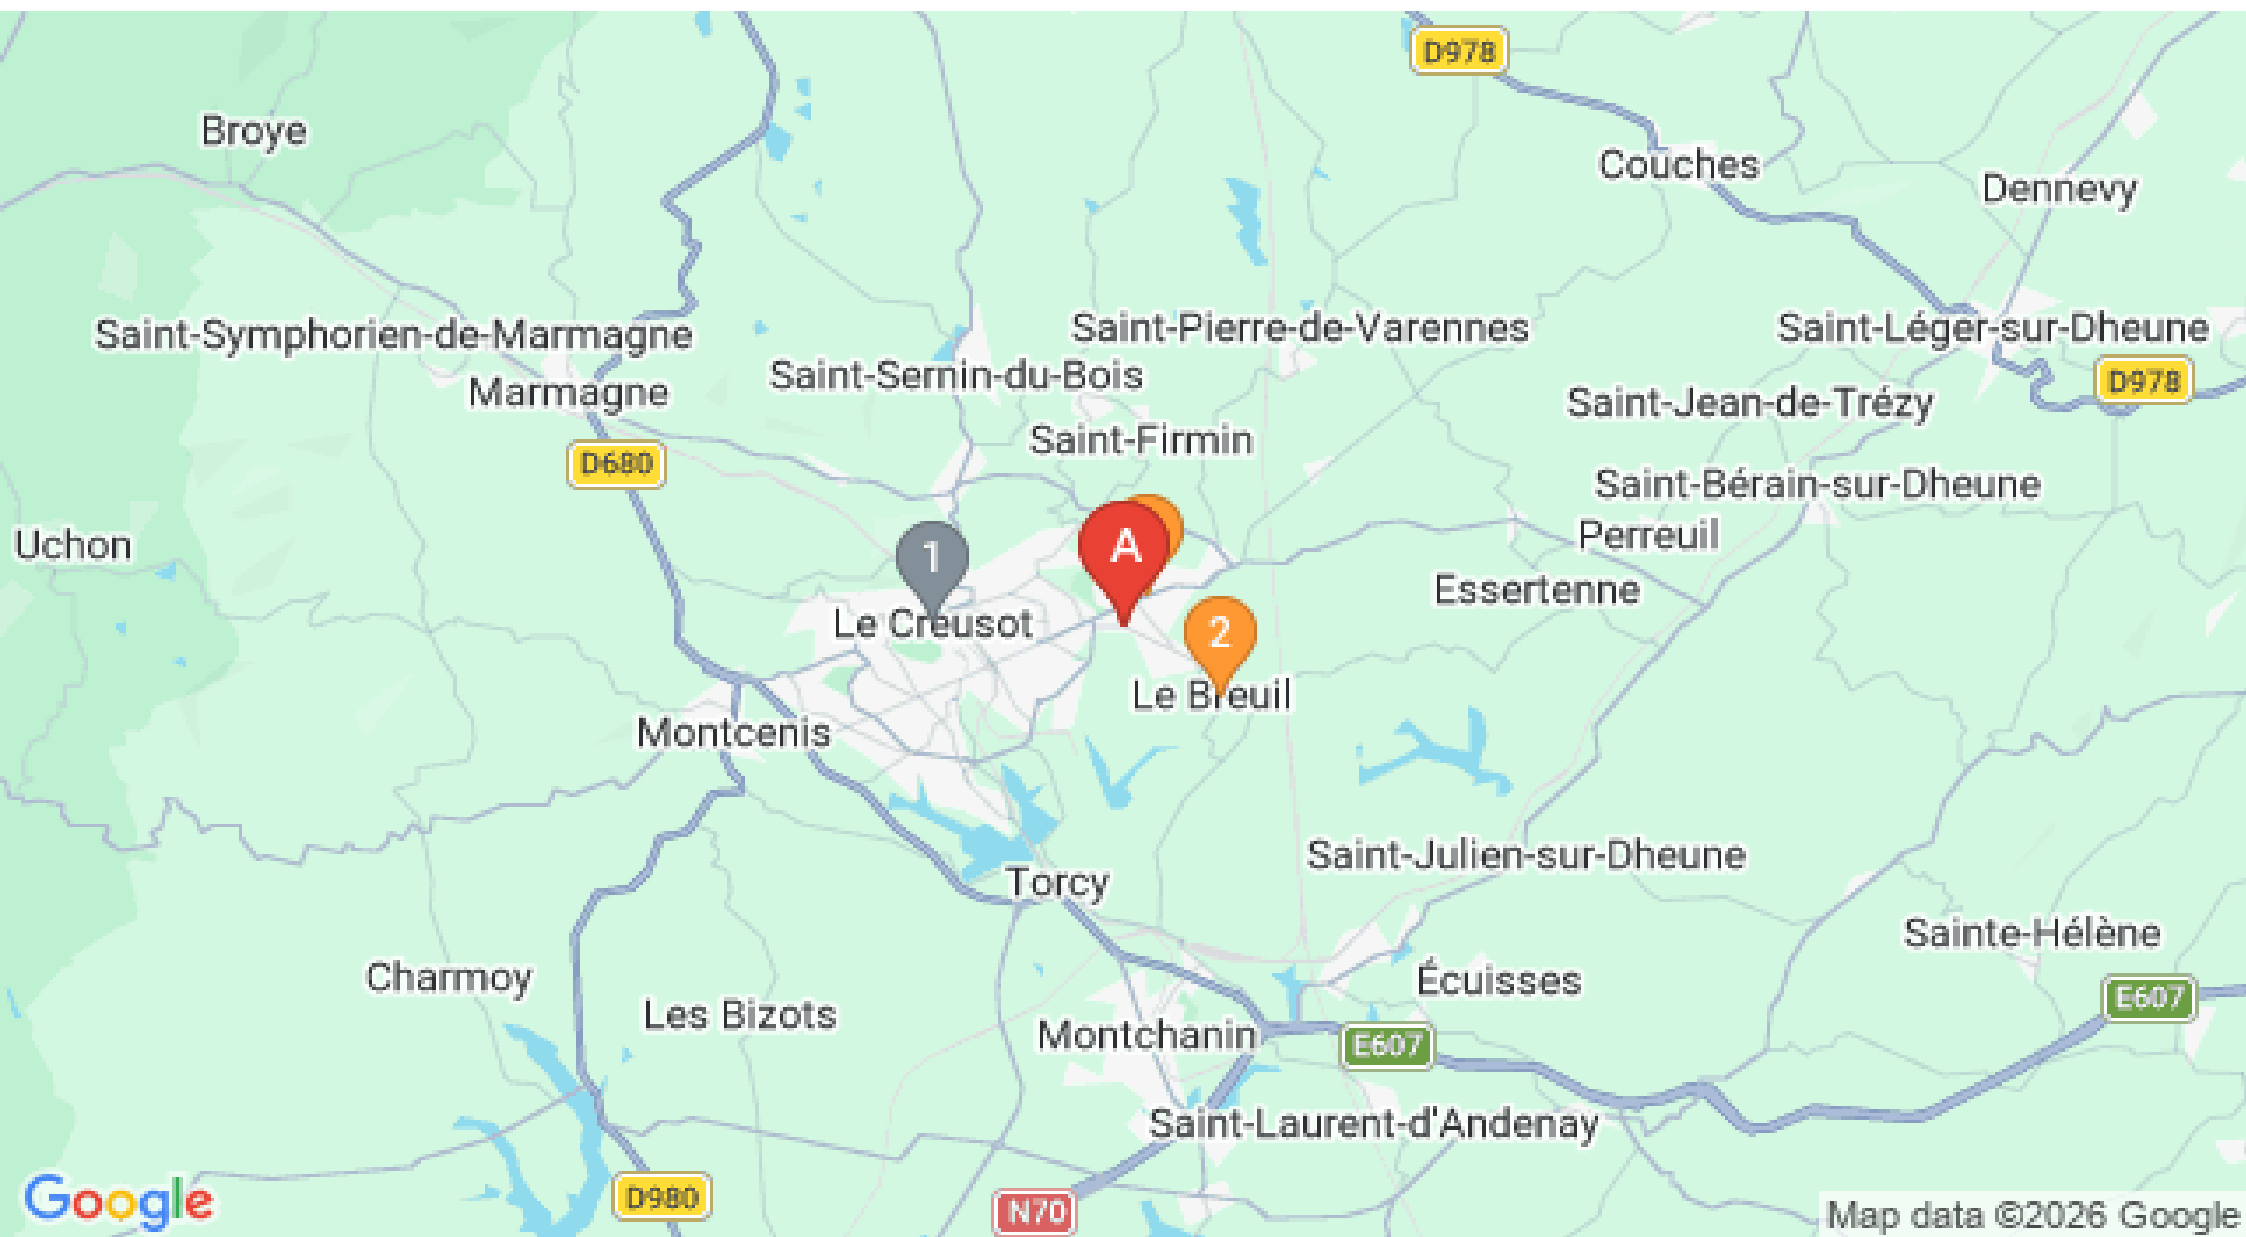 D978
Broye
Couches
Dennevy
Saint-Symphorien-de-Marmagne
Saint-Pierre-de-Varennes
Saint-Léger-sur-Dheune
Saint-Sernin-du-Bois
D978
Marmagne
Saint-Jean-de-Trézy
Saint-Firmin
D680
Saint-Bérain-sur-Dheune
Perreuil
Uchon
A
1
Essertenne
Le Creusot
2
Le Breuil
Montcenis
Saint-Julien-sur-Dheune
Torcy
Sainte-Hélène
Charmoy
Écuisses
E607
Les Bizots
Montchanin
E607
Saint-Laurent-d'Andenay
Google
D980
N70
Map data ©2026 Google